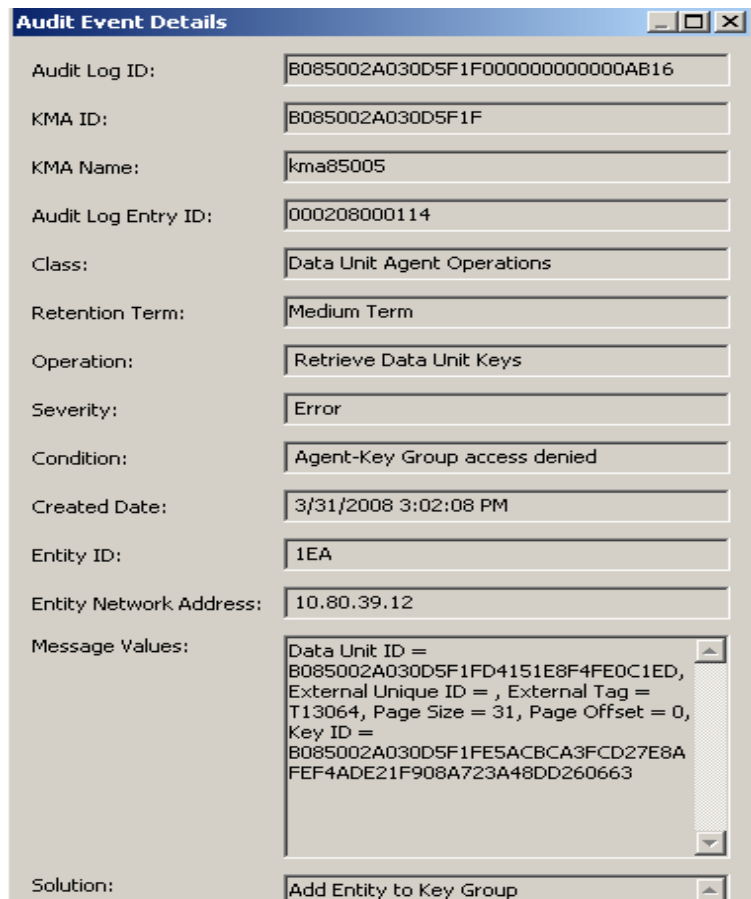 Audit Event Details
Audit Log ID: B085002A030D5F1F000000000000AB16
KMA ID: B085002A030D5F1F
KMA Name: kma85005
Audit Log Entry ID: 000208000114
Class: Data Unit Agent Operations
Retention Term: Medium Term
Operation: Retrieve Data Unit Keys
Severity: Error
Condition: Agent-Key Group access denied
Created Date: 3/31/2008 3:02:08 PM
Entity ID: 1EA
Entity Network Address: 10.80.39.12
Message Values: Data Unit ID =
B085002A030D5F1FD4151E8F4FE0C1ED,
External Unique ID = , External Tag =
T13064, Page Size = 31, Page Offset = 0,
Key ID =
B085002A030D5F1FE5ACBCA3FCD27E8A
FEF4ADE21F908A723A48DD260663
Solution: Add Entity to Key Group